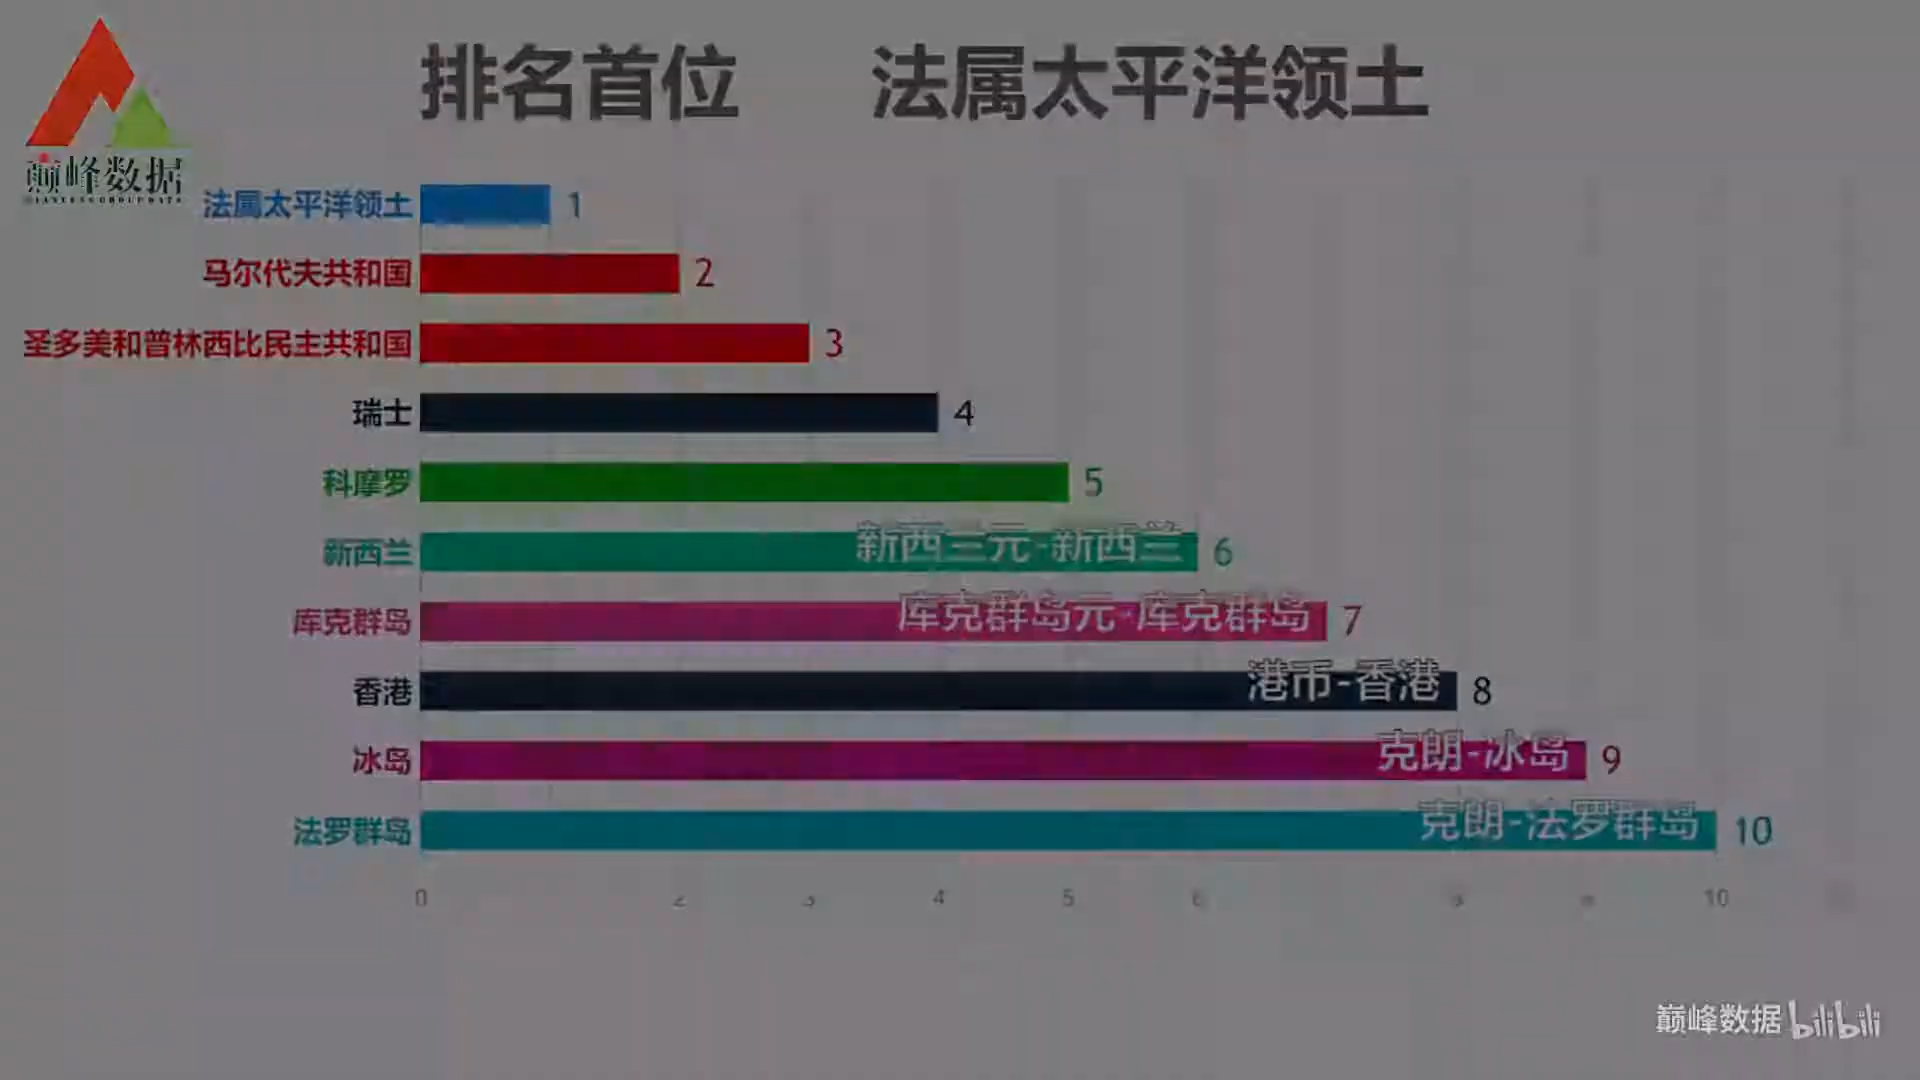 排名首位 法属太平洋领土
巅峰数据
法属太平洋领土 1
马尔代夫共和国 2
圣多美和普林西比民主共和国 3
瑞士 4
科摩罗 5
新西兰 新西兰元-新西兰 6
库克群岛 库克群岛元-库克群岛 7
香港 港币-香港 8
冰岛 克朗-冰岛 9
法罗群岛 克朗-法罗群岛 10
0 2 3 4 5 6 10
巅峰数据 bilibili